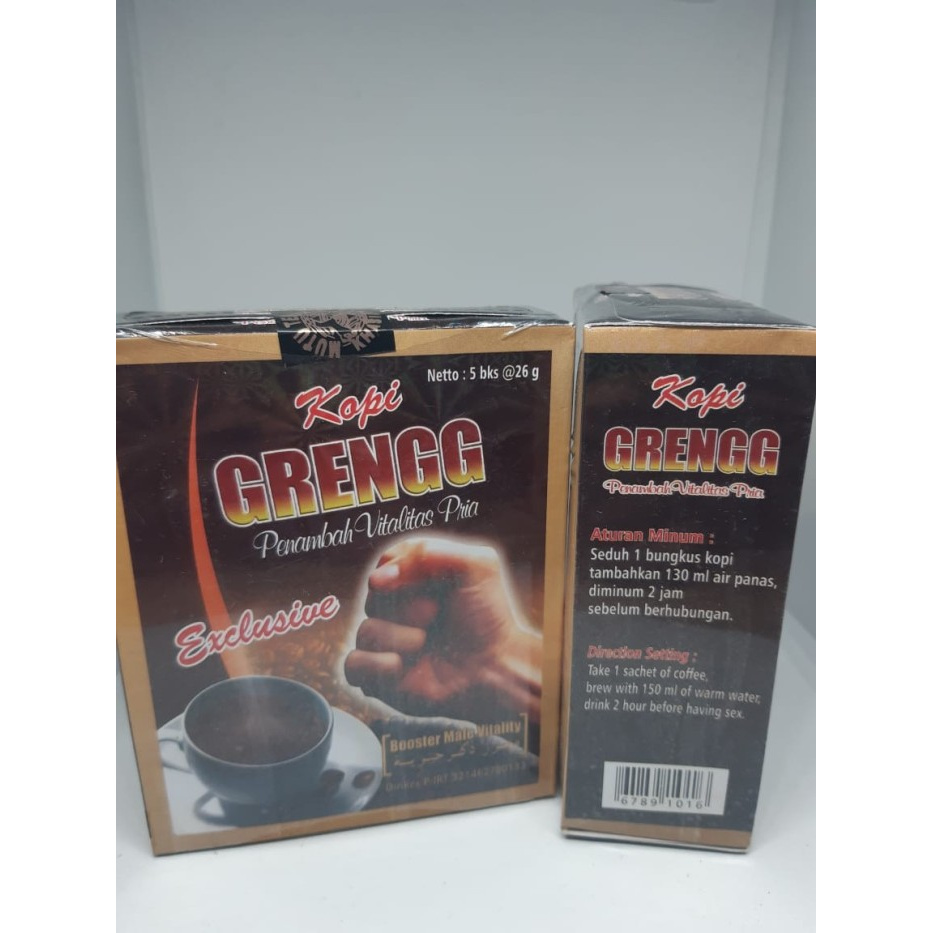 Netto : 5 bks @26 g
Kopi
GRENGG
Penambah Vitalitas Pria
Exclusive
Booster Male Vitality
Kopi
GRENGG
Penambah Vitalitas Pria
Aturan Minum :
Seduh 1 bungkus kopi
tambahkan 130 ml air panas,
diminum 2 jam
sebelum berhubungan.
Direction Setting :
Take 1 sachet of coffee,
brew with 150 ml of warm water,
drink 2 hour before having sex.
6789 1016